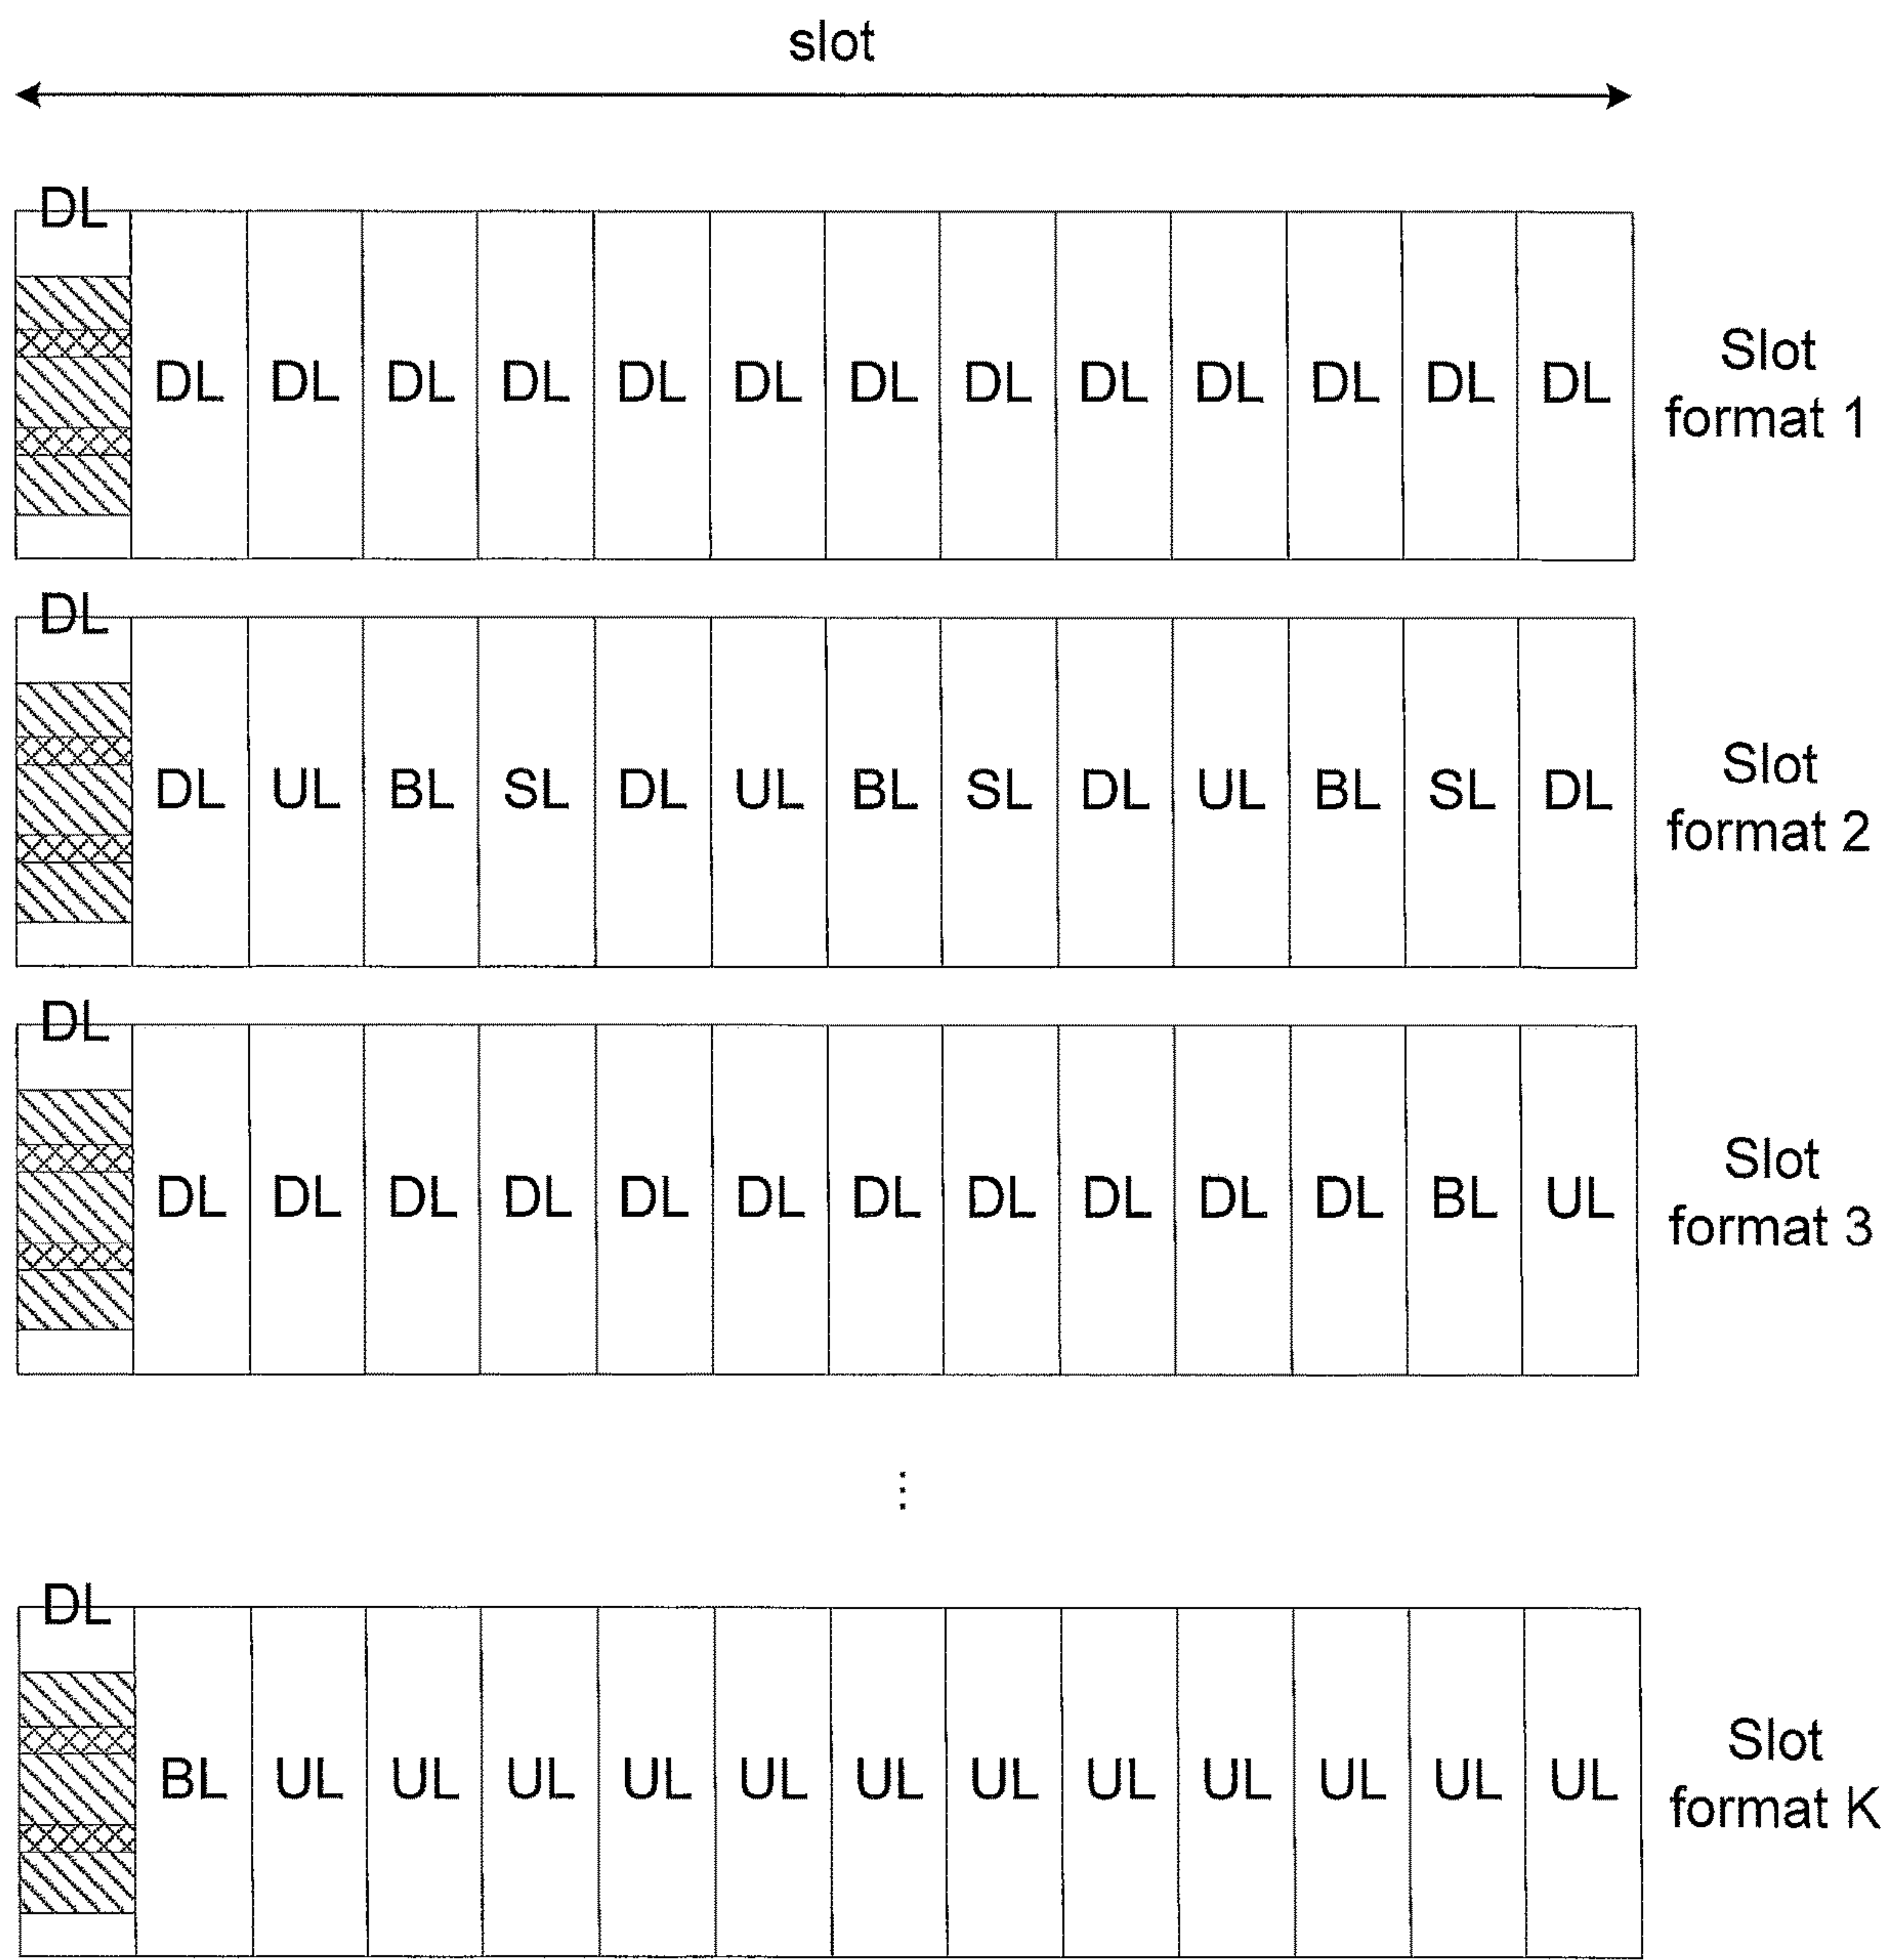 slot
DL
DL DL DL DL DL DL DL DL DL DL DL DL DL
Slot
format 1
DL
DL UL BL SL DL UL BL SL DL UL BL SL DL
Slot
format 2
DL
DL DL DL DL DL DL DL DL DL DL DL BL UL
Slot
format 3
⋮
DL
BL UL UL UL UL UL UL UL UL UL UL UL UL
Slot
format K